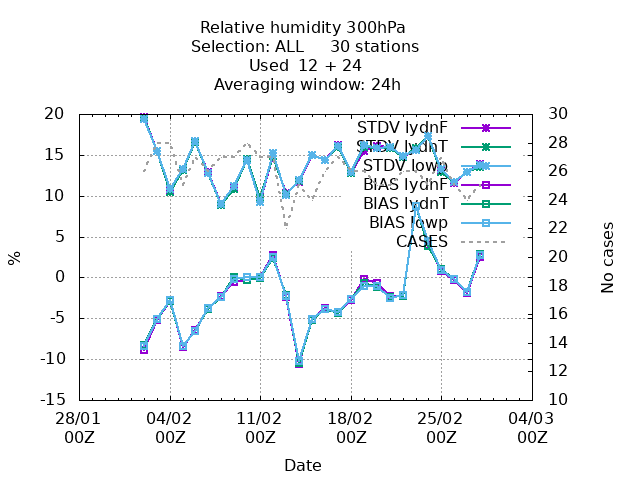 Relative humidity 300hPa
Selection: ALL 30 stations
Used 12 + 24
Averaging window: 24h
20
15
10
5
0
-5
-10
-15
%
30
28
26
24
22
20
18
16
14
12
10
No cases
STDV lydnF
STDV lydnT
STDV lowp
BIAS lydnF
BIAS lydnT
BIAS lowp
CASES
28/01 04/02 11/02 18/02 25/02 04/03
00Z 00Z 00Z 00Z 00Z 00Z
Date